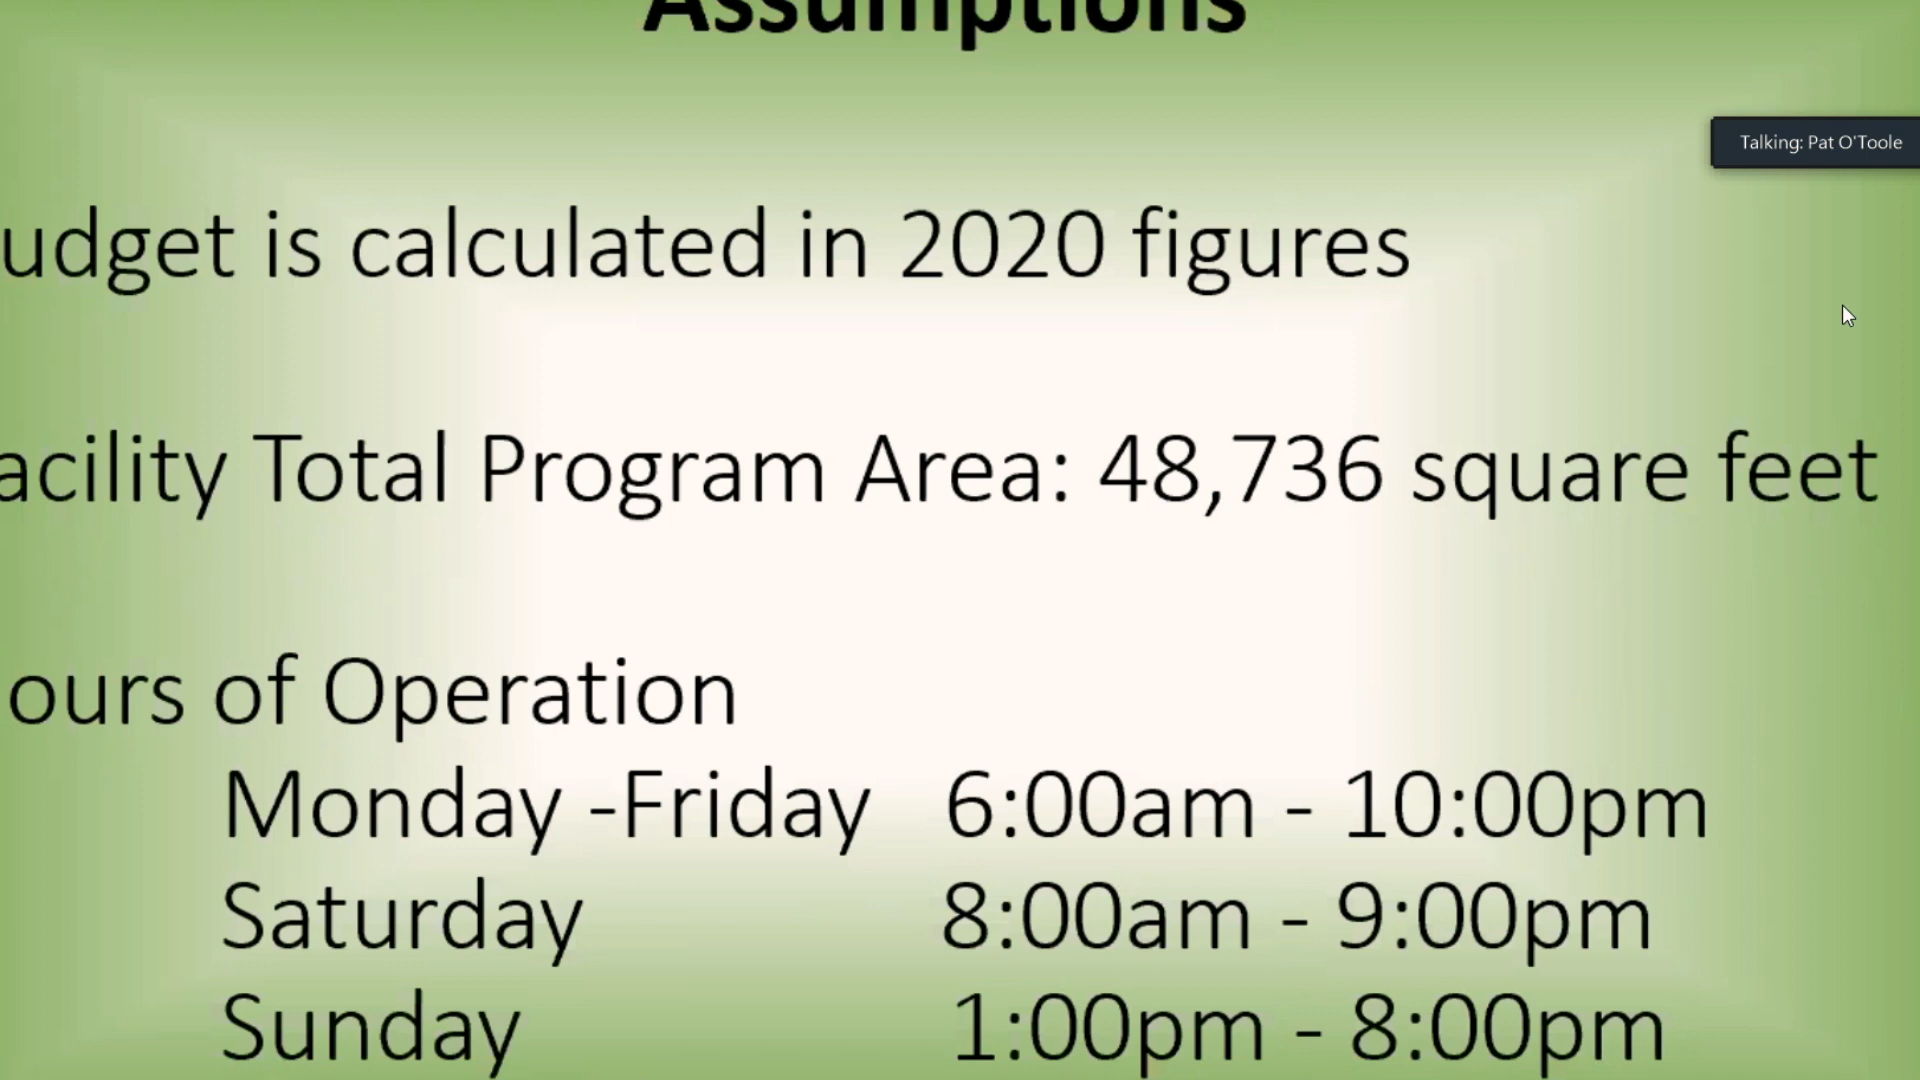 Assumptions
Talking: Pat O'Toole
udget is calculated in 2020 figures
acility Total Program Area: 48,736 square feet
ours of Operation
Monday -Friday 6:00am - 10:00pm
Saturday 8:00am - 9:00pm
Sunday 1:00pm - 8:00pm